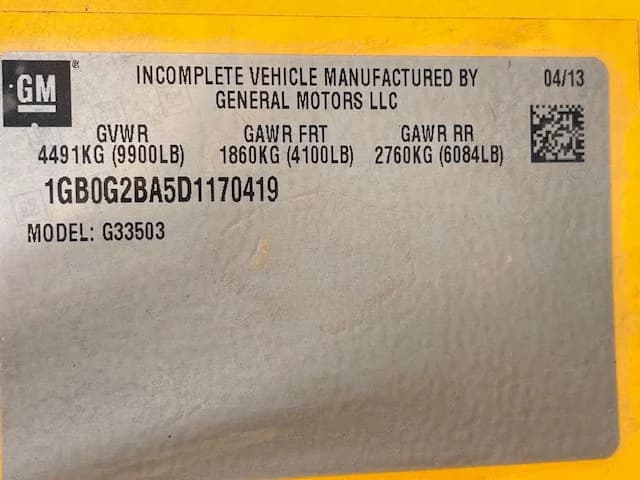 GM®
INCOMPLETE VEHICLE MANUFACTURED BY
GENERAL MOTORS LLC
04/13
GVWR GAWR FRT GAWR RR
4491KG (9900LB) 1860KG (4100LB) 2760KG (6084LB)
1GB0G2BA5D1170419
MODEL: G33503